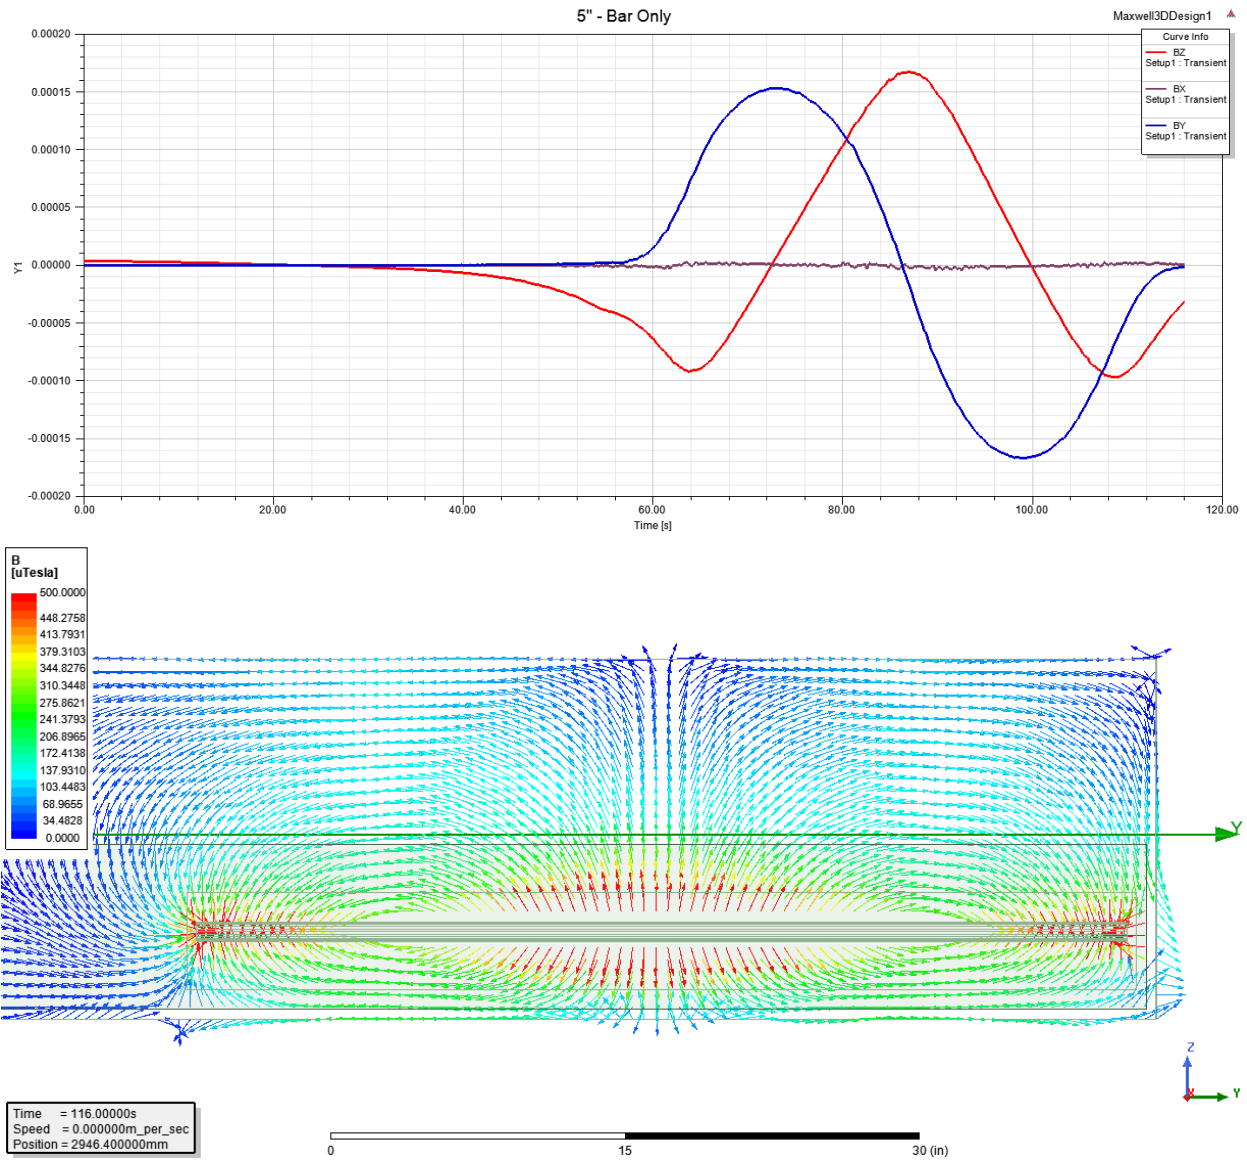 5" - Bar Only
Maxwell3DDesign1
Curve Info
BZ
Setup1 : Transient
BX
Setup1 : Transient
BY
Setup1 : Transient
0.00020
0.00015
0.00010
0.00005
0.00000
-0.00005
-0.00010
-0.00015
-0.00020
Y1
0.00 20.00 40.00 60.00 80.00 100.00 120.00
Time [s]
B
[uTesla]
500.0000
448.2758
413.7931
379.3103
344.8276
310.3448
275.8621
241.3793
206.8965
172.4138
137.9310
103.4483
68.9655
34.4828
0.0000
Y
Z
X
Y
Time = 116.00000s
Speed = 0.000000m_per_sec
Position = 2946.400000mm
0 15 30 (in)